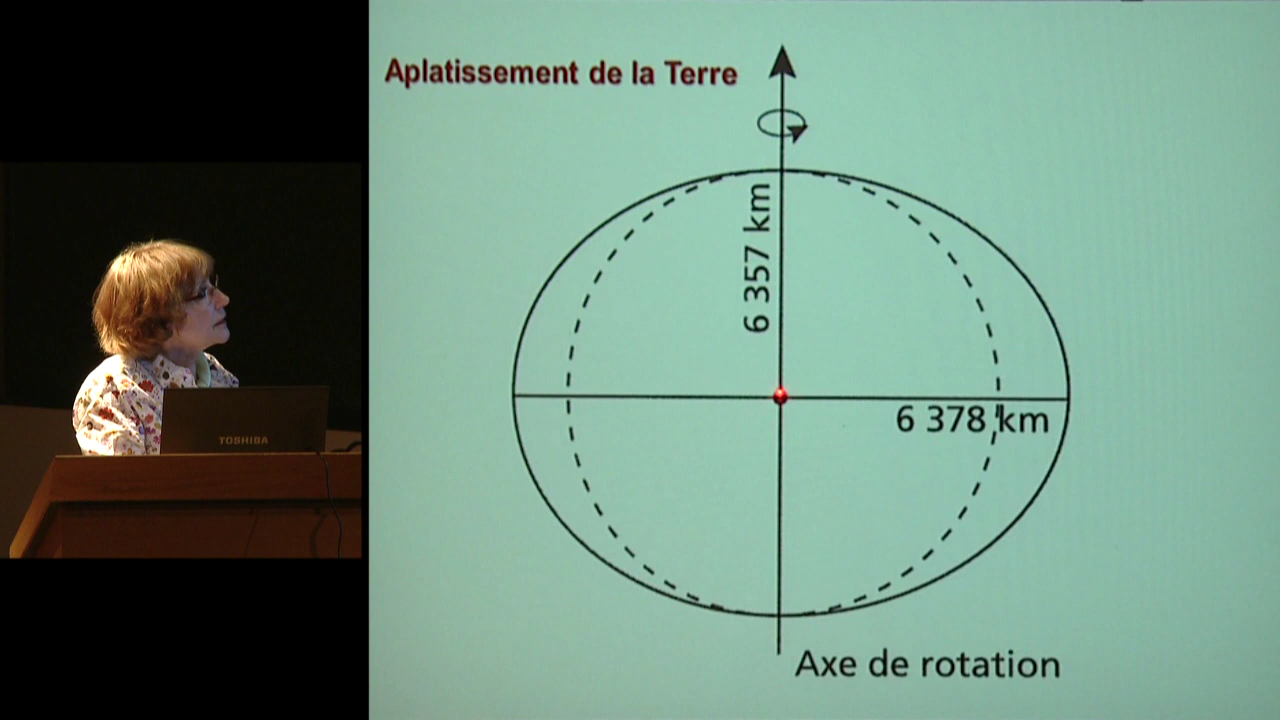 Aplatissement de la Terre
6 357 km
6 378 km
Axe de rotation
TOSHIBA